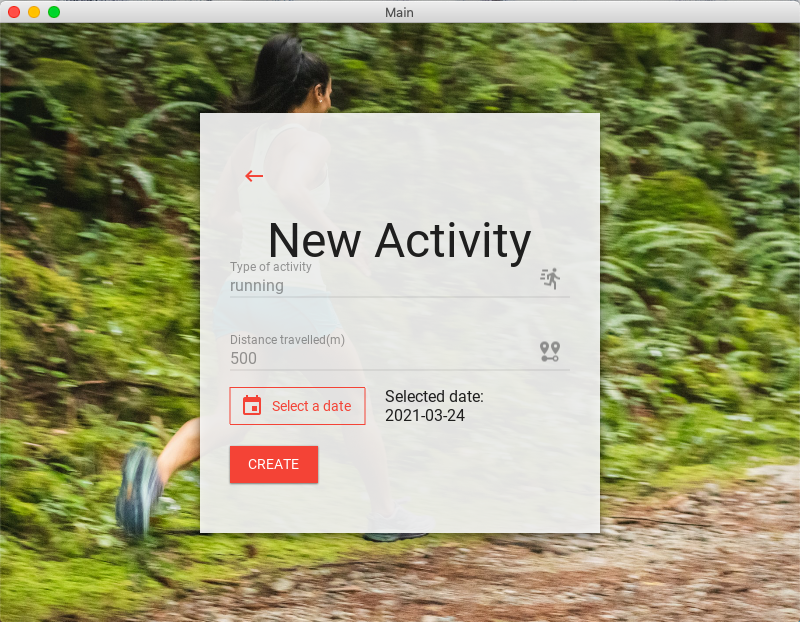 Main
New Activity
Type of activity
running
Distance travelled(m)
500
Select a date
Selected date:
2021-03-24
CREATE